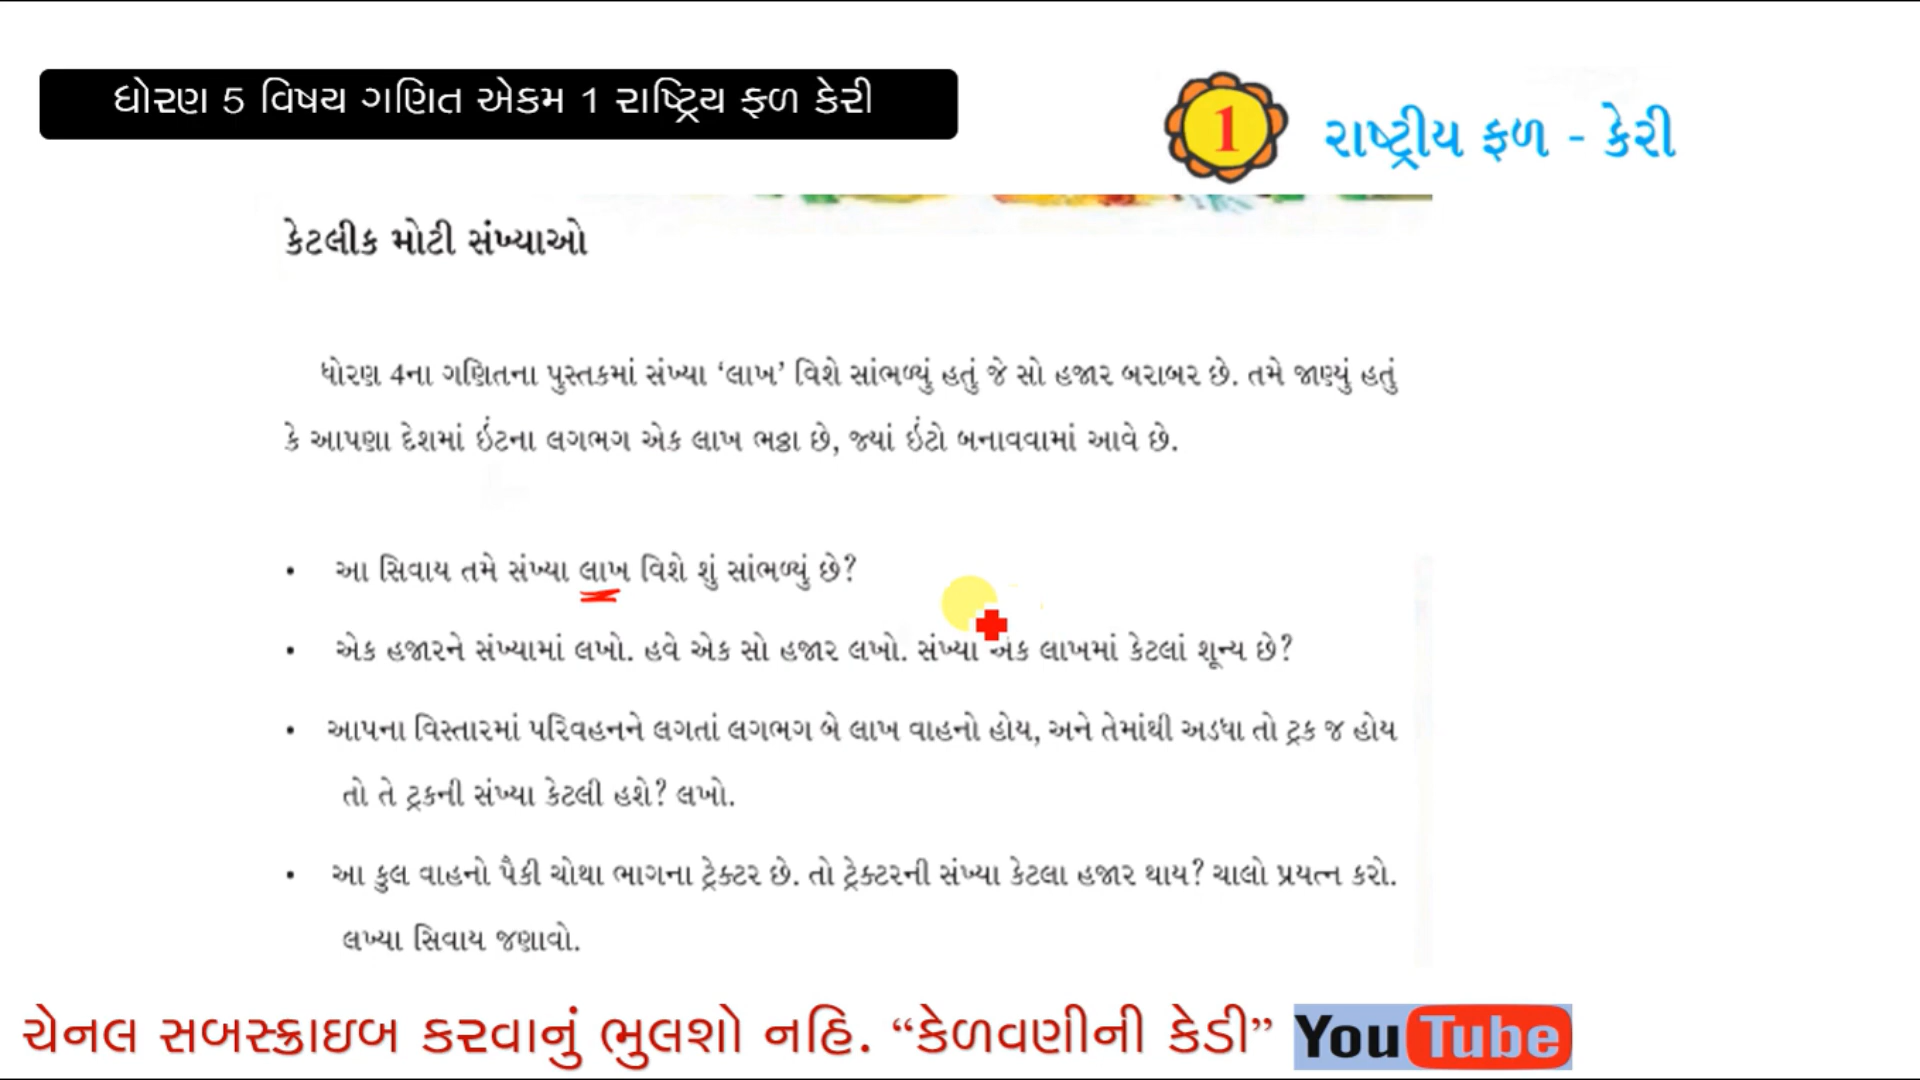 ધોરણ 5 વિષય ગણિત એકમ 1 રાષ્ટ્રિય ફળ કેરી
1 રાષ્ટ્રીય ફળ - કેરી
કેટલીક મોટી સંખ્યાઓ
ધોરણ 4ના ગણિતના પુસ્તકમાં સંખ્યા ‘લાખ’ વિશે સાંભળ્યું હતું જે સો હજાર બરાબર છે. તમે જાણ્યું હતું
કે આપણા દેશમાં ઈંટના લગભગ એક લાખ ભઠ્ઠા છે, જ્યાં ઈંટો બનાવવામાં આવે છે.
• આ સિવાય તમે સંખ્યા લાખ વિશે શું સાંભળ્યું છે?
• એક હજારને સંખ્યામાં લખો. હવે એક સો હજાર લખો. સંખ્યા એક લાખમાં કેટલાં શૂન્ય છે?
• આપના વિસ્તારમાં પરિવહનને લગતાં લગભગ બે લાખ વાહનો હોય, અને તેમાંથી અડધા તો ટ્રક જ હોય
તો તે ટ્રકની સંખ્યા કેટલી હશે? લખો.
• આ કુલ વાહનો પૈકી ચોથા ભાગના ટ્રેક્ટર છે. તો ટ્રેક્ટરની સંખ્યા કેટલા હજાર થાય? ચાલો પ્રયત્ન કરો.
લખ્યા સિવાય જણાવો.
ચેનલ સબસ્ક્રાઇબ કરવાનું ભુલશો નહિ. “કેળવણીની કેડી” YouTube